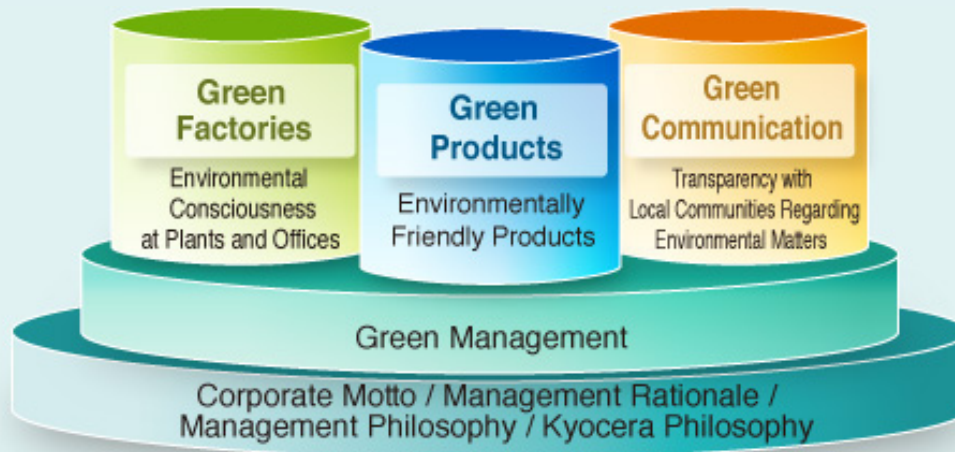 Green
Factories
Environmental
Consciousness
at Plants and Offices
Green
Products
Environmentally
Friendly Products
Green
Communication
Transparency with
Local Communities Regarding
Environmental Matters
Green Management
Corporate Motto / Management Rationale /
Management Philosophy / Kyocera Philosophy